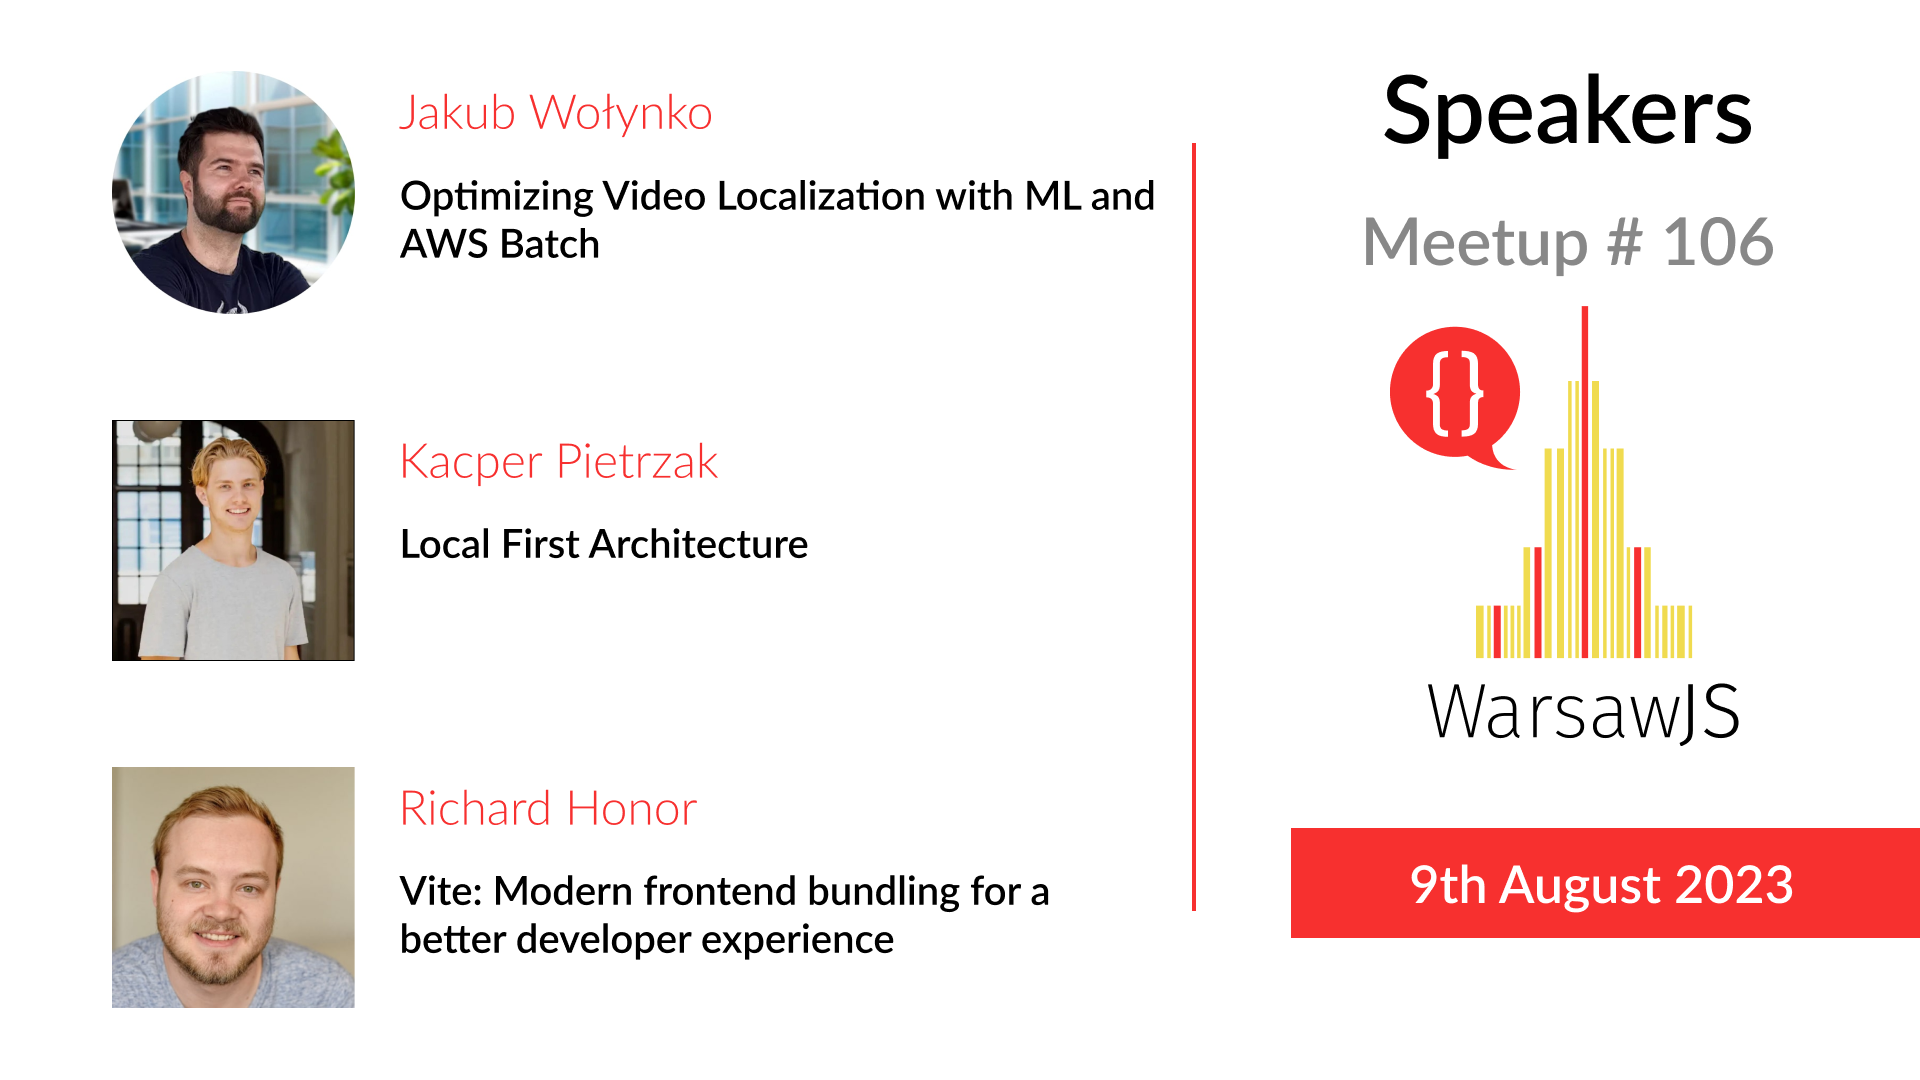 Jakub Wołynko
Optimizing Video Localization with ML and
AWS Batch
Kacper Pietrzak
Local First Architecture
Richard Honor
Vite: Modern frontend bundling for a
better developer experience
Speakers
Meetup # 106
{}
WarsawJS
9th August 2023